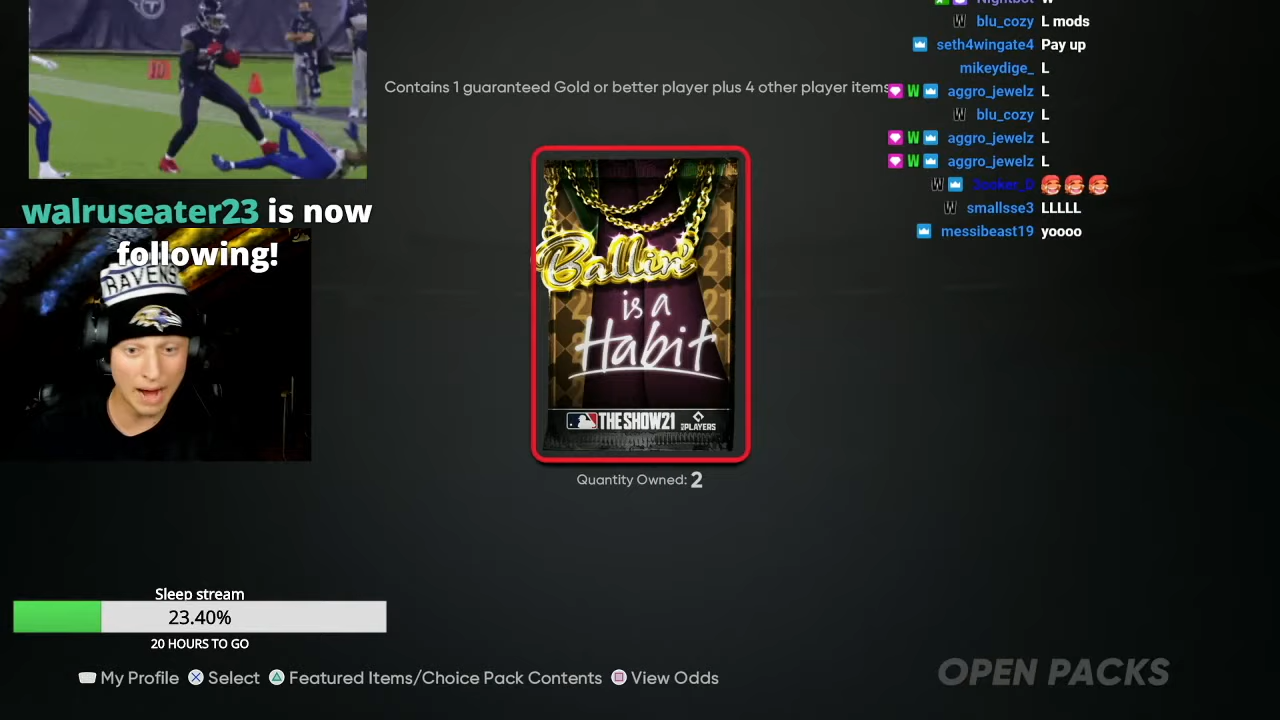 Nightbot W
blu_cozy L mods
seth4wingate4 Pay up
mikeydige_ L
aggro_jewelz L
blu_cozy L
aggro_jewelz L
aggro_jewelz L
smallsse3 LLLLL
messibeast19 yoooo
Contains 1 guaranteed Gold or better player plus 4 other player items
walruseater23 is now
following!
RAVENS
Ballin'
is a
Habit
21
21
THE SHOW 21
PLAYERS
Quantity Owned: 2
Sleep stream
23.40%
20 HOURS TO GO
My Profile Select Featured Items/Choice Pack Contents View Odds
OPEN PACKS